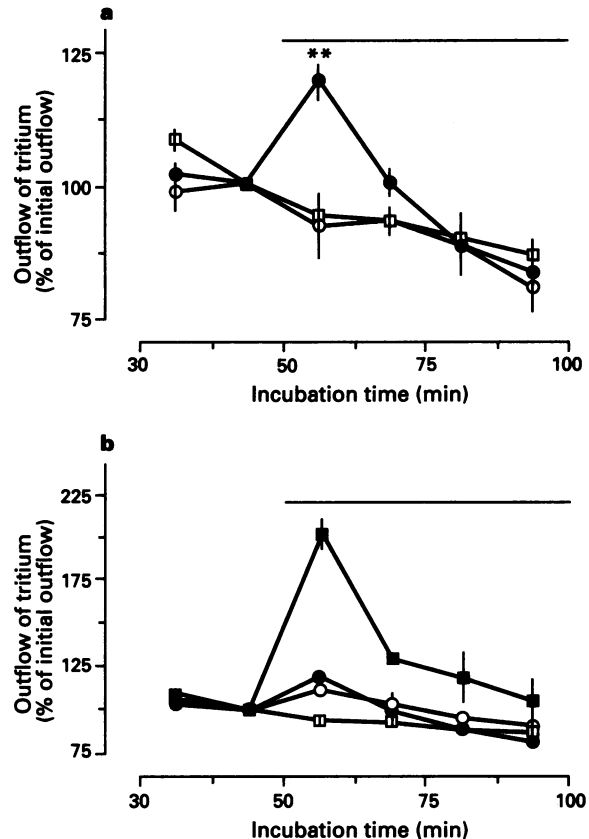 a
**
125
100
75
Outflow of tritium
(% of initial outflow)
30 50 75 100
Incubation time (min)
b
225
175
125
75
Outflow of tritium
(% of initial outflow)
30 50 75 100
Incubation time (min)